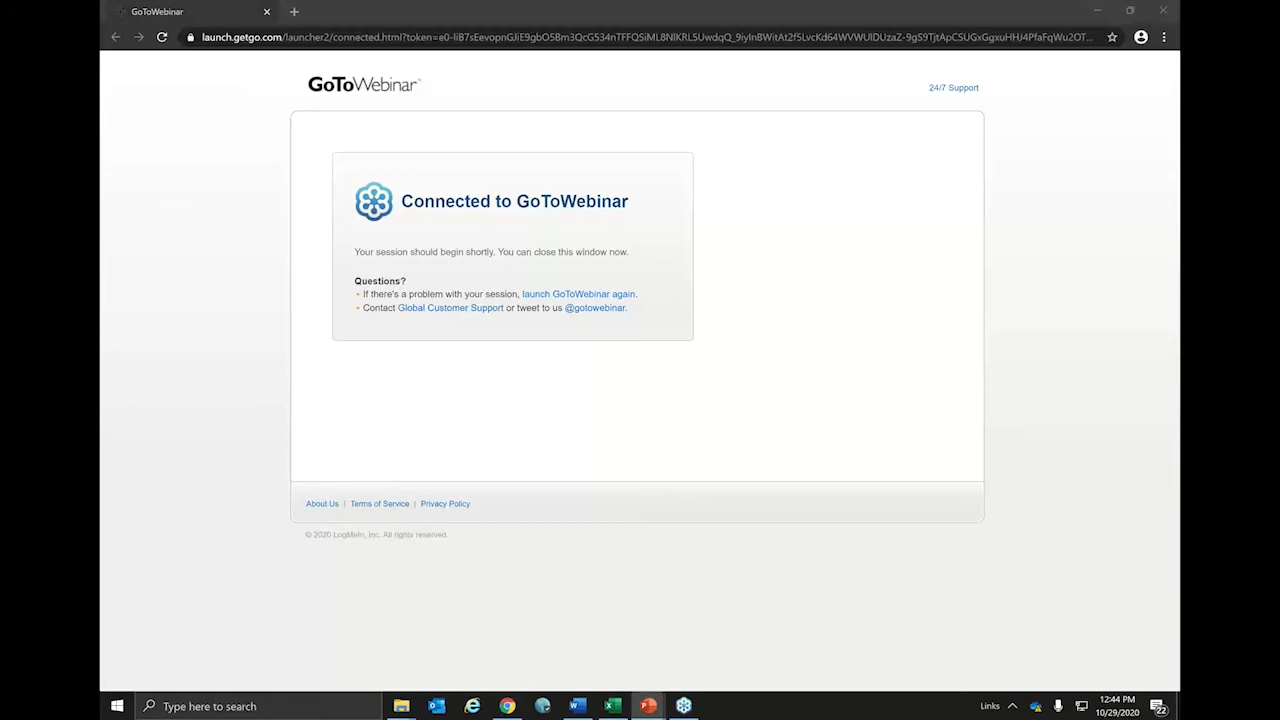 GoToWebinar
launch.getgo.com/launcher2/connected.html?token=
GoToWebinar™
24/7 Support
Connected to GoToWebinar
Your session should begin shortly. You can close this window now.
Questions?
If there's a problem with your session, launch GoToWebinar again.
Contact Global Customer Support or tweet to us @gotowebinar.
About Us | Terms of Service | Privacy Policy
© 2020 LogMeIn, Inc. All rights reserved.
Type here to search
Links
12:44 PM
10/29/2020
22